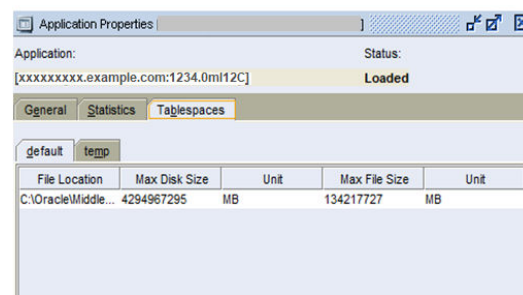 Application Properties [ ]
Application: Status:
[xxxxxxxxx.example.com:1234.0ml12C] Loaded
General Statistics Tablespaces
default temp
File Location Max Disk Size Unit Max File Size Unit
C:\Oracle\Middle... 4294967295 MB 134217727 MB